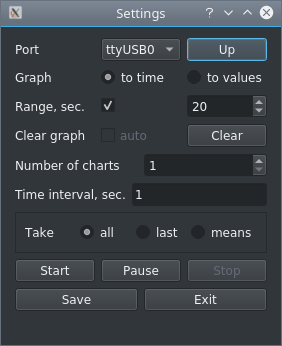 Settings
Port ttyUSB0 Up
Graph to time to values
Range, sec. 20
Clear graph auto Clear
Number of charts 1
Time interval, sec. 1
Take all last means
Start Pause Stop
Save Exit